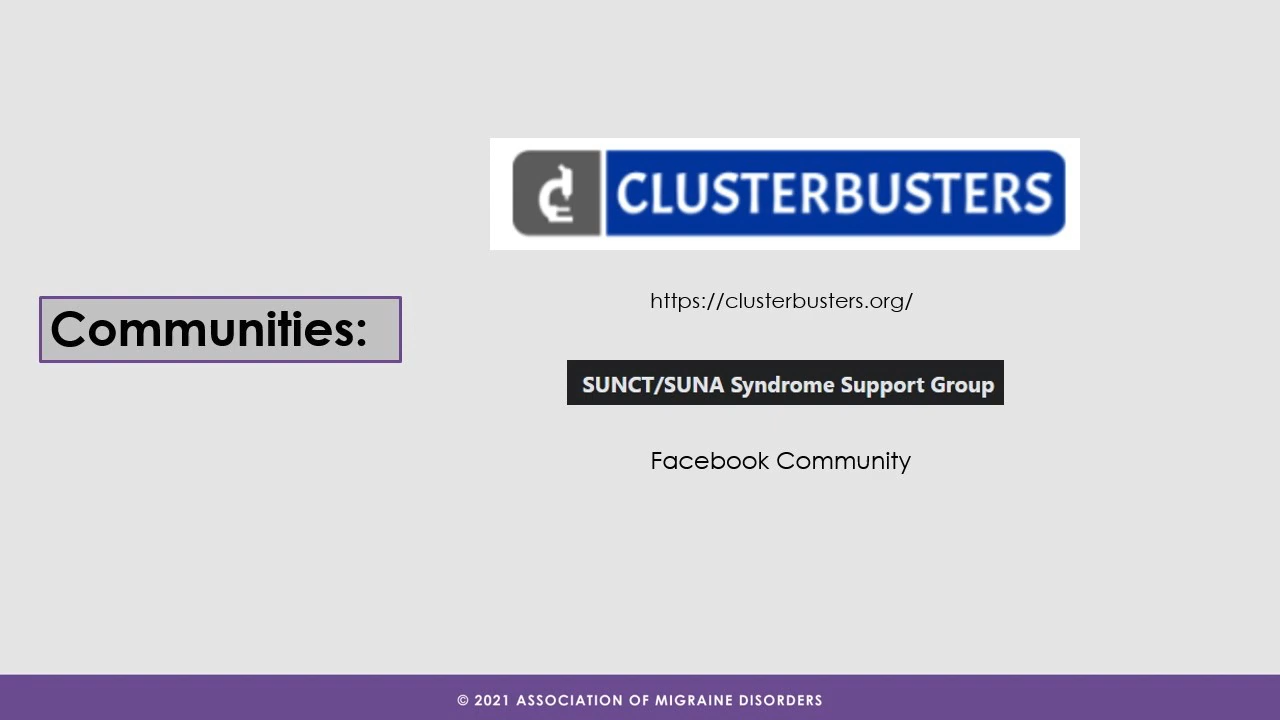 CLUSTERBUSTERS
https://clusterbusters.org/
Communities:
SUNCT/SUNA Syndrome Support Group
Facebook Community
© 2021 ASSOCIATION OF MIGRAINE DISORDERS